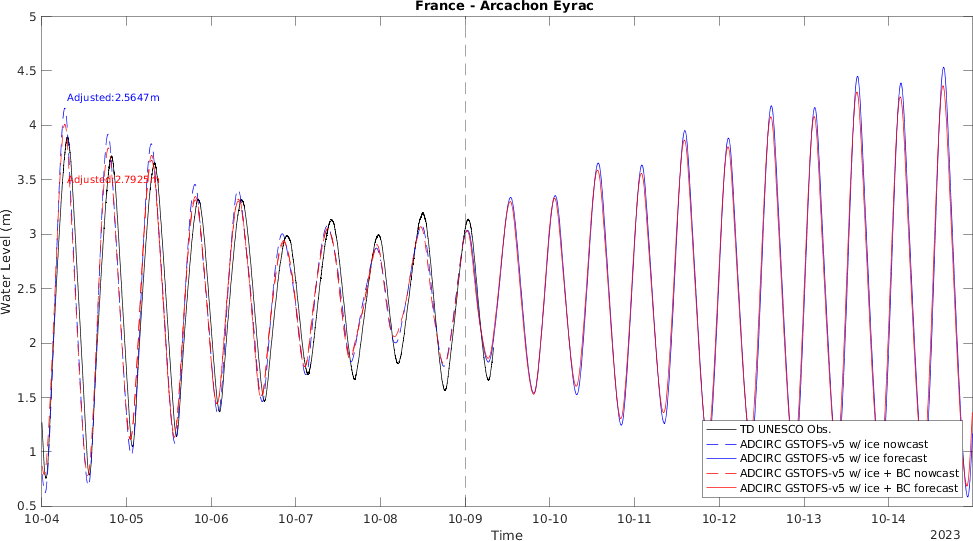 France - Arcachon Eyrac
5
4.5
4
3.5
3
2.5
2
1.5
1
0.5
Water Level (m)
Adjusted:2.5647m
Adjusted:2.7925m
TD UNESCO Obs.
ADCIRC GSTOFS-v5 w/ ice nowcast
ADCIRC GSTOFS-v5 w/ ice forecast
ADCIRC GSTOFS-v5 w/ ice + BC nowcast
ADCIRC GSTOFS-v5 w/ ice + BC forecast
10-04 10-05 10-06 10-07 10-08 10-09 10-10 10-11 10-12 10-13 10-14
Time
2023